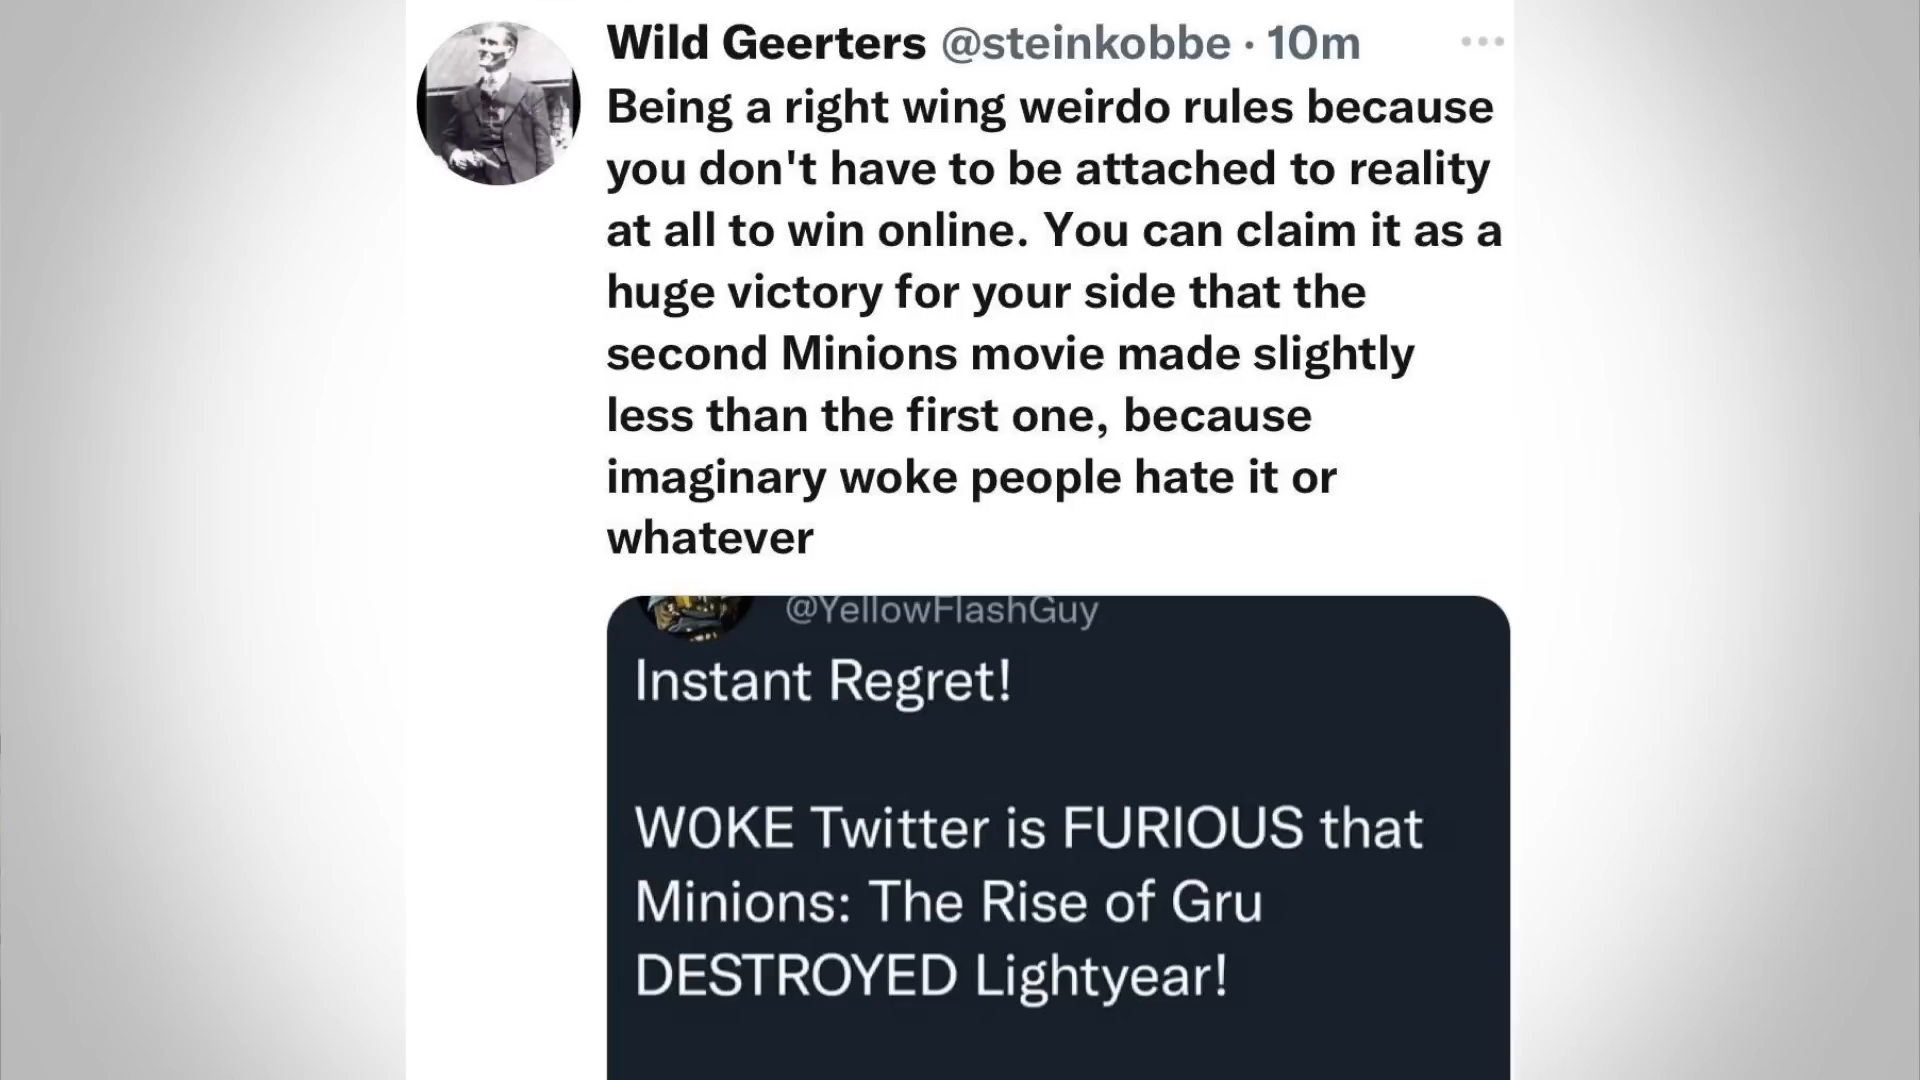 Wild Geerters @steinkobbe · 10m
Being a right wing weirdo rules because
you don't have to be attached to reality
at all to win online. You can claim it as a
huge victory for your side that the
second Minions movie made slightly
less than the first one, because
imaginary woke people hate it or
whatever
@YellowFlashGuy
Instant Regret!
W0KE Twitter is FURIOUS that
Minions: The Rise of Gru
DESTROYED Lightyear!